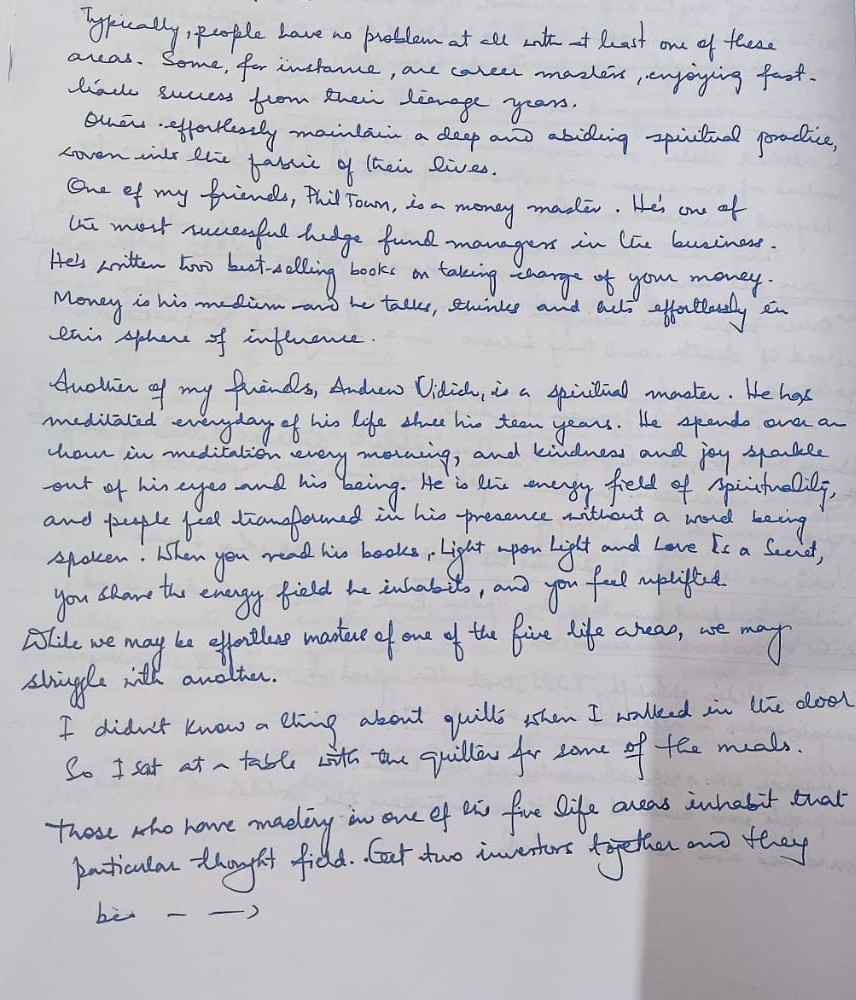 Typically, people have no problem at all with at least one of these
areas. Some, for instance, are career masters, enjoying fast-
track success from their teenage years.
Others effortlessly maintain a deep and abiding spiritual practice,
woven into the fabric of their lives.
One of my friends, Phil Town, is a money master. He's one of
the most successful hedge fund managers in the business.
He's written two best-selling books on taking charge of your money.
Money is his medium and he talks, thinks and acts effortlessly in
this sphere of influence.
Another of my friends, Andrew Vidich, is a spiritual master. He has
meditated everyday of his life since his teen years. He spends over an
hour in meditation every morning, and kindness and joy sparkle
out of his eyes and his being. He is the energy field of spirituality,
and people feel transformed in his presence without a word being
spoken. When you read his books, Light upon Light and Love Is a Secret,
you share the energy field he inhabits, and you feel uplifted.
While we may be effortless masters of one of the five life areas, we may
struggle with another.
I didn't know a thing about quilts when I walked in the door
So I sat at a table with the quilters for some of the meals.
Those who have mastery in one of the five life areas inhabit that
particular thought field. Get two investors together and they
— →